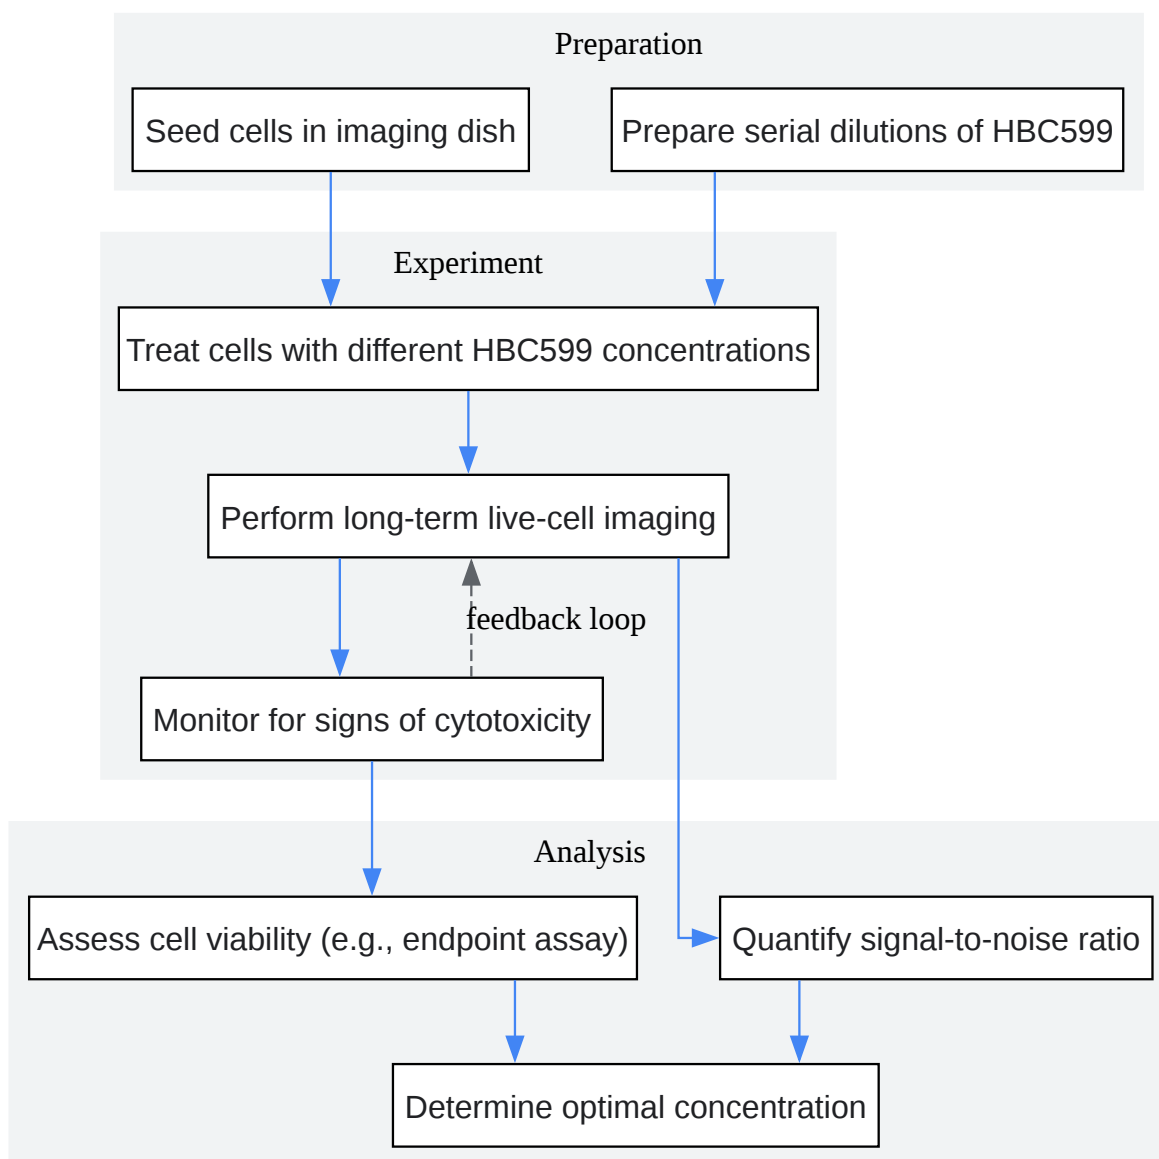 Preparation
Seed cells in imaging dish
Prepare serial dilutions of HBC599
Experiment
Treat cells with different HBC599 concentrations
Perform long-term live-cell imaging
feedback loop
Monitor for signs of cytotoxicity
Analysis
Assess cell viability (e.g., endpoint assay)
Quantify signal-to-noise ratio
Determine optimal concentration